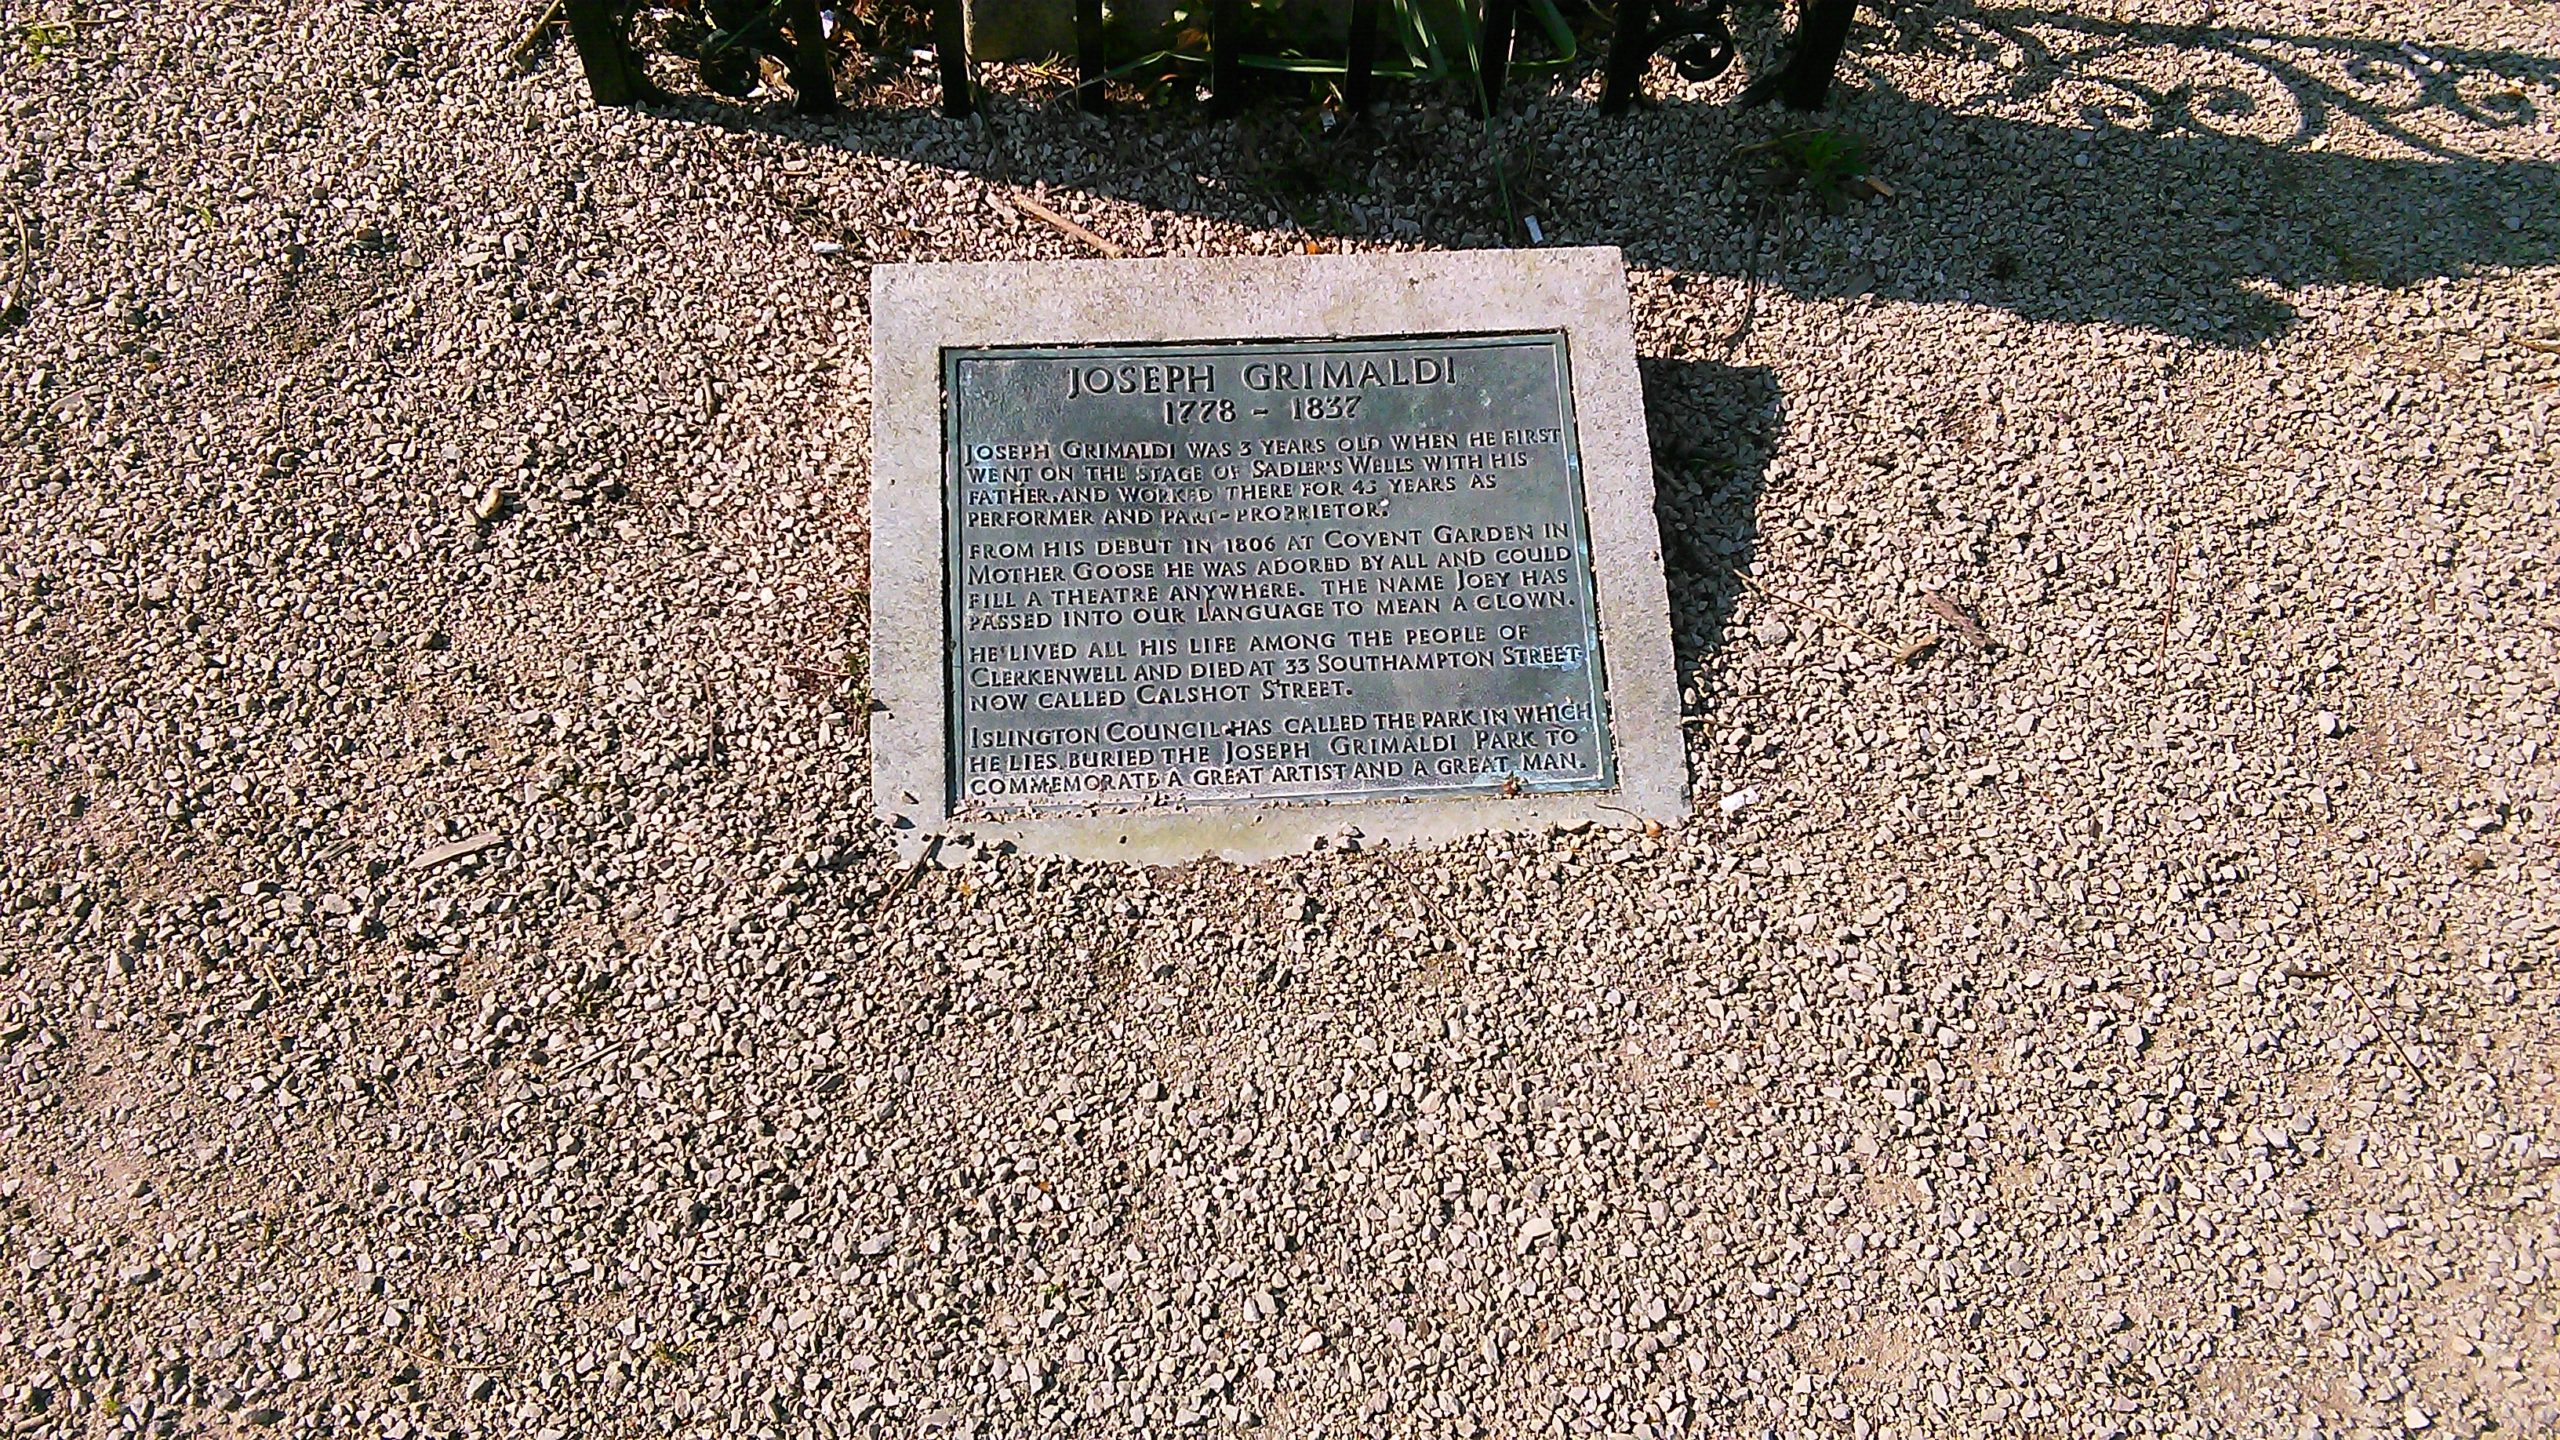 JOSEPH GRIMALDI
1778 - 1837
JOSEPH GRIMALDI WAS 3 YEARS OLD WHEN HE FIRST
WENT ON THE STAGE OF SADLER'S WELLS WITH HIS
FATHER, AND WORKED THERE FOR 45 YEARS AS
PERFORMER AND PART-PROPRIETOR.
FROM HIS DEBUT IN 1806 AT COVENT GARDEN IN
MOTHER GOOSE HE WAS ADORED BY ALL AND COULD
FILL A THEATRE ANYWHERE. THE NAME JOEY HAS
PASSED INTO OUR LANGUAGE TO MEAN A CLOWN.
HE LIVED ALL HIS LIFE AMONG THE PEOPLE OF
CLERKENWELL AND DIED AT 33 SOUTHAMPTON STREET
NOW CALLED CALSHOT STREET.
ISLINGTON COUNCIL HAS CALLED THE PARK IN WHICH
HE LIES BURIED THE JOSEPH GRIMALDI PARK TO
COMMEMORATE A GREAT ARTIST AND A GREAT MAN.